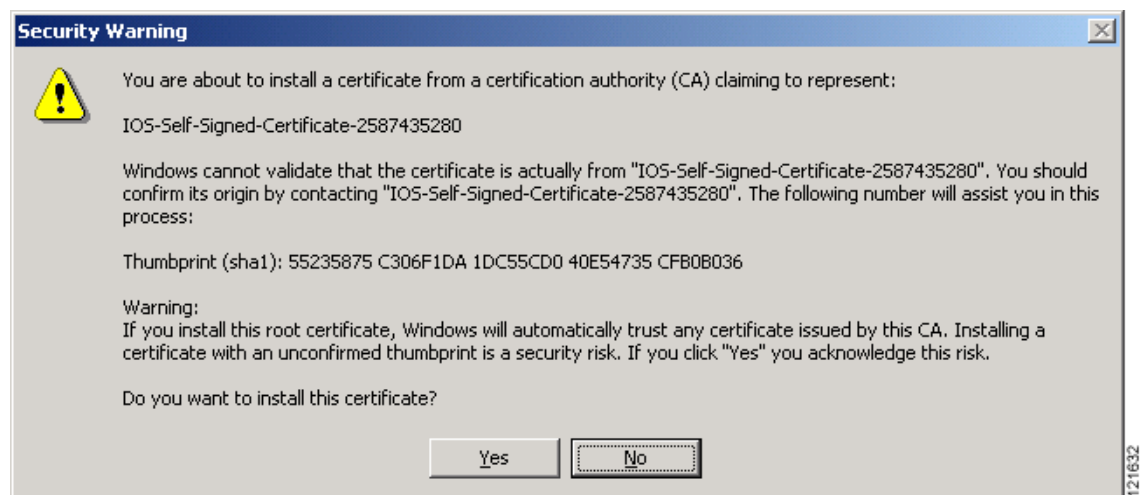 Security Warning
You are about to install a certificate from a certification authority (CA) claiming to represent:
IOS-Self-Signed-Certificate-2587435280
Windows cannot validate that the certificate is actually from "IOS-Self-Signed-Certificate-2587435280". You should
confirm its origin by contacting "IOS-Self-Signed-Certificate-2587435280". The following number will assist you in this
process:
Thumbprint (sha1): 55235875 C306F1DA 1DC55CD0 40E54735 CFB0B036
Warning:
If you install this root certificate, Windows will automatically trust any certificate issued by this CA. Installing a
certificate with an unconfirmed thumbprint is a security risk. If you click "Yes" you acknowledge this risk.
Do you want to install this certificate?
Yes
No
121632